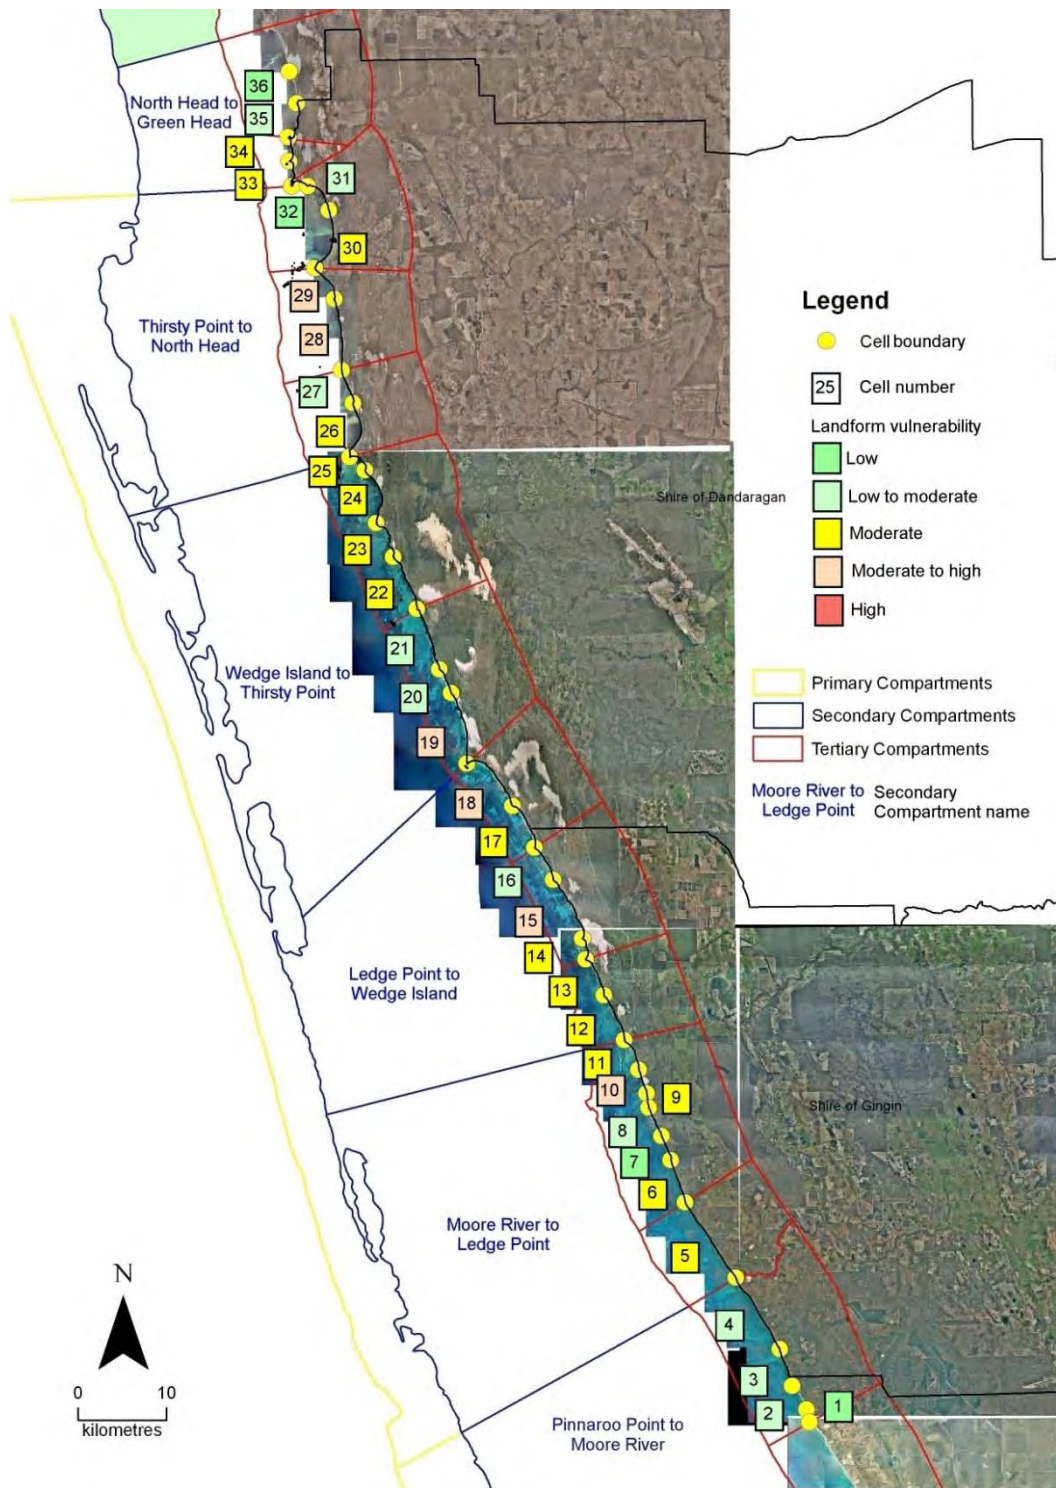 36
North Head to
Green Head
35
34
33
31
32
30
29
Thirsty Point to
North Head
28
27
26
25
24
23
22
21
Wedge Island to
Thirsty Point
20
19
18
17
16
15
14
Ledge Point to
Wedge Island
13
12
11
10
9
8
7
6
Moore River to
Ledge Point
5
4
3
2
1
Pinnaroo Point to
Moore River
Shire of Dandaragan
Shire of Gingin
Legend
Cell boundary
25 Cell number
Landform vulnerability
Low
Low to moderate
Moderate
Moderate to high
High
Primary Compartments
Secondary Compartments
Tertiary Compartments
Moore River to Secondary
Ledge Point Compartment name
N
0 10
kilometres